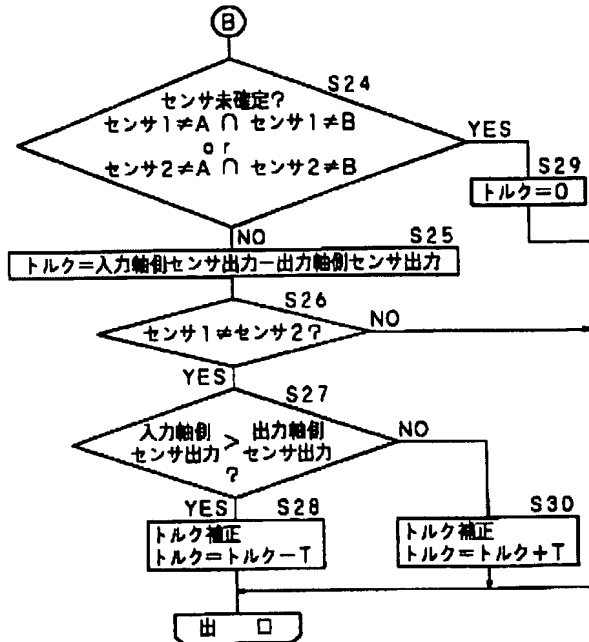 B
S24
センサ未確定?
センサ1≠A ∩ センサ1≠B
or
センサ2≠A ∩ センサ2≠B
YES
S29
トルク=0
NO
S25
トルク=入力軸側センサ出力−出力軸側センサ出力
S26
センサ1≠センサ2?
NO
YES
S27
入力軸側 > 出力軸側
センサ出力 センサ出力
?
NO
YES
S28
トルク補正
トルク=トルク−T
S30
トルク補正
トルク=トルク+T
出 口